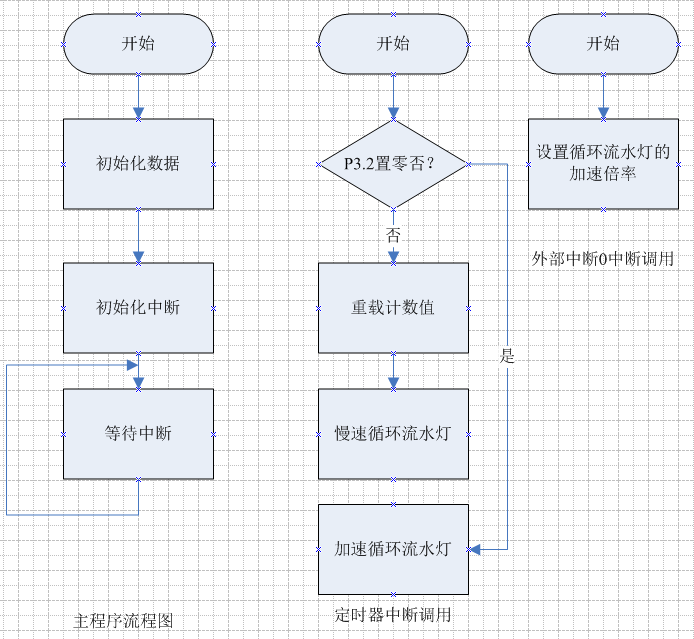 开始
初始化数据
初始化中断
等待中断
主程序流程图
开始
P3.2置零否？
否
重载计数值
慢速循环流水灯
是
加速循环流水灯
定时器中断调用
开始
设置循环流水灯的
加速倍率
外部中断0中断调用